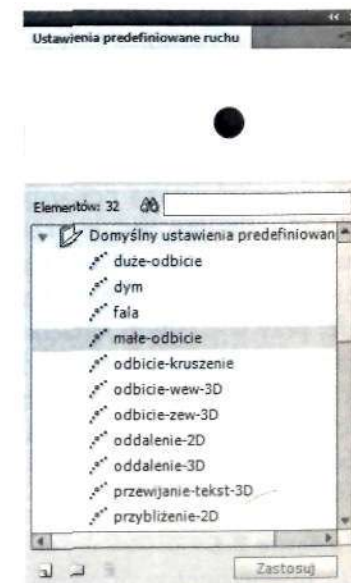 Ustawienia predefiniowane ruchu
Elementów: 32
Domyślny ustawienia predefiniowan
duże-odbicie
dym
fala
małe-odbicie
odbicie-kruszenie
odbicie-wew-3D
odbicie-zew-3D
oddalenie-2D
oddalenie-3D
przewijanie-tekst-3D
przybliżenie-2D
Zastosuj